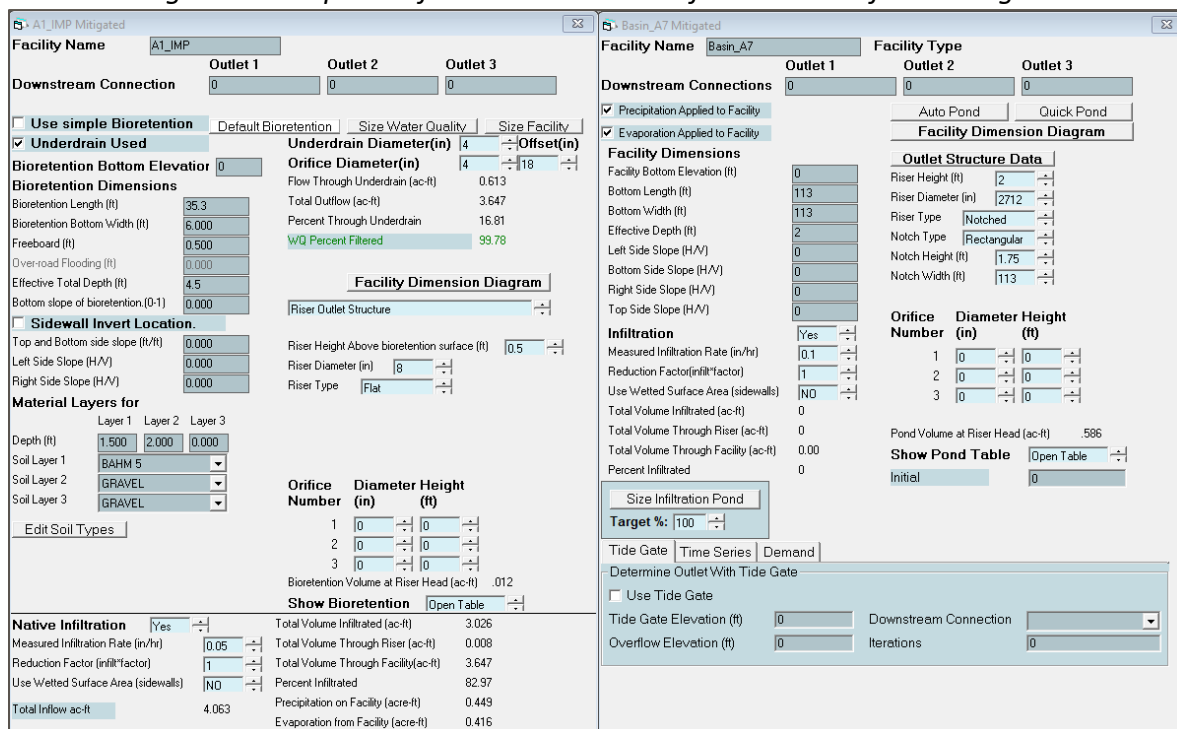 A1_IMP Mitigated
Facility Name A1_IMP
Outlet 1 Outlet 2 Outlet 3
Downstream Connection 0 0 0
Use simple Bioretention Default Bioretention Size Water Quality Size Facility
Underdrain Used Underdrain Diameter(in) 4 Offset(in)
Bioretention Bottom Elevation 0 Orifice Diameter(in) 4 18
Bioretention Dimensions Flow Through Underdrain (ac-ft) 0.613
Bioretention Length (ft) 35.3 Total Outflow (ac-ft) 3.647
Bioretention Bottom Width (ft) 6.000 Percent Through Underdrain 16.81
Freeboard (ft) 0.500 WQ Percent Filtered 99.78
Over-road Flooding (ft) 0.000
Effective Total Depth (ft) 4.5 Facility Dimension Diagram
Bottom slope of bioretention.(0-1) 0.000 Riser Outlet Structure
Sidewall Invert Location.
Top and Bottom side slope (ft/ft) 0.000 Riser Height Above bioretention surface (ft) 0.5
Left Side Slope (H/V) 0.000 Riser Diameter (in) 8
Right Side Slope (H/V) 0.000 Riser Type Flat
Material Layers for
Layer 1 Layer 2 Layer 3
Depth (ft) 1.500 2.000 0.000
Soil Layer 1 BAHM 5
Soil Layer 2 GRAVEL
Soil Layer 3 GRAVEL
Edit Soil Types
Orifice Diameter Height
Number (in) (ft)
1 0 0
2 0 0
3 0 0
Bioretention Volume at Riser Head (ac-ft) .012
Show Bioretention Open Table
Native Infiltration Yes Total Volume Infiltrated (ac-ft) 3.026
Measured Infiltration Rate (in/hr) 0.05 Total Volume Through Riser (ac-ft) 0.008
Reduction Factor (infilt*factor) 1 Total Volume Through Facility(ac-ft) 3.647
Use Wetted Surface Area (sidewalls) NO Percent Infiltrated 82.97
Total Inflow ac-ft 4.063 Precipitation on Facility (acre-ft) 0.449
Evaporation from Facility (acre-ft) 0.416
Basin_A7 Mitigated
Facility Name Basin_A7 Facility Type
Outlet 1 Outlet 2 Outlet 3
Downstream Connections 0 0 0
Precipitation Applied to Facility Auto Pond Quick Pond
Evaporation Applied to Facility Facility Dimension Diagram
Facility Dimensions Outlet Structure Data
Facility Bottom Elevation (ft) 0 Riser Height (ft) 2
Bottom Length (ft) 113 Riser Diameter (in) 2712
Bottom Width (ft) 113 Riser Type Notched
Effective Depth (ft) 2 Notch Type Rectangular
Left Side Slope (H/V) 0 Notch Height (ft) 1.75
Bottom Side Slope (H/V) 0 Notch Width (ft) 113
Right Side Slope (H/V) 0
Top Side Slope (H/V) 0 Orifice Diameter Height
Infiltration Yes Number (in) (ft)
Measured Infiltration Rate (in/hr) 0.1 1 0 0
Reduction Factor(infilt*factor) 1 2 0 0
Use Wetted Surface Area (sidewalls) NO 3 0 0
Total Volume Infiltrated (ac-ft) 0
Total Volume Through Riser (ac-ft) 0 Pond Volume at Riser Head (ac-ft) .586
Total Volume Through Facility (ac-ft) 0.00 Show Pond Table Open Table
Percent Infiltrated 0 Initial 0
Size Infiltration Pond
Target %: 100
Tide Gate Time Series Demand
Determine Outlet With Tide Gate
Use Tide Gate
Tide Gate Elevation (ft) 0 Downstream Connection
Overflow Elevation (ft) 0 Iterations 0